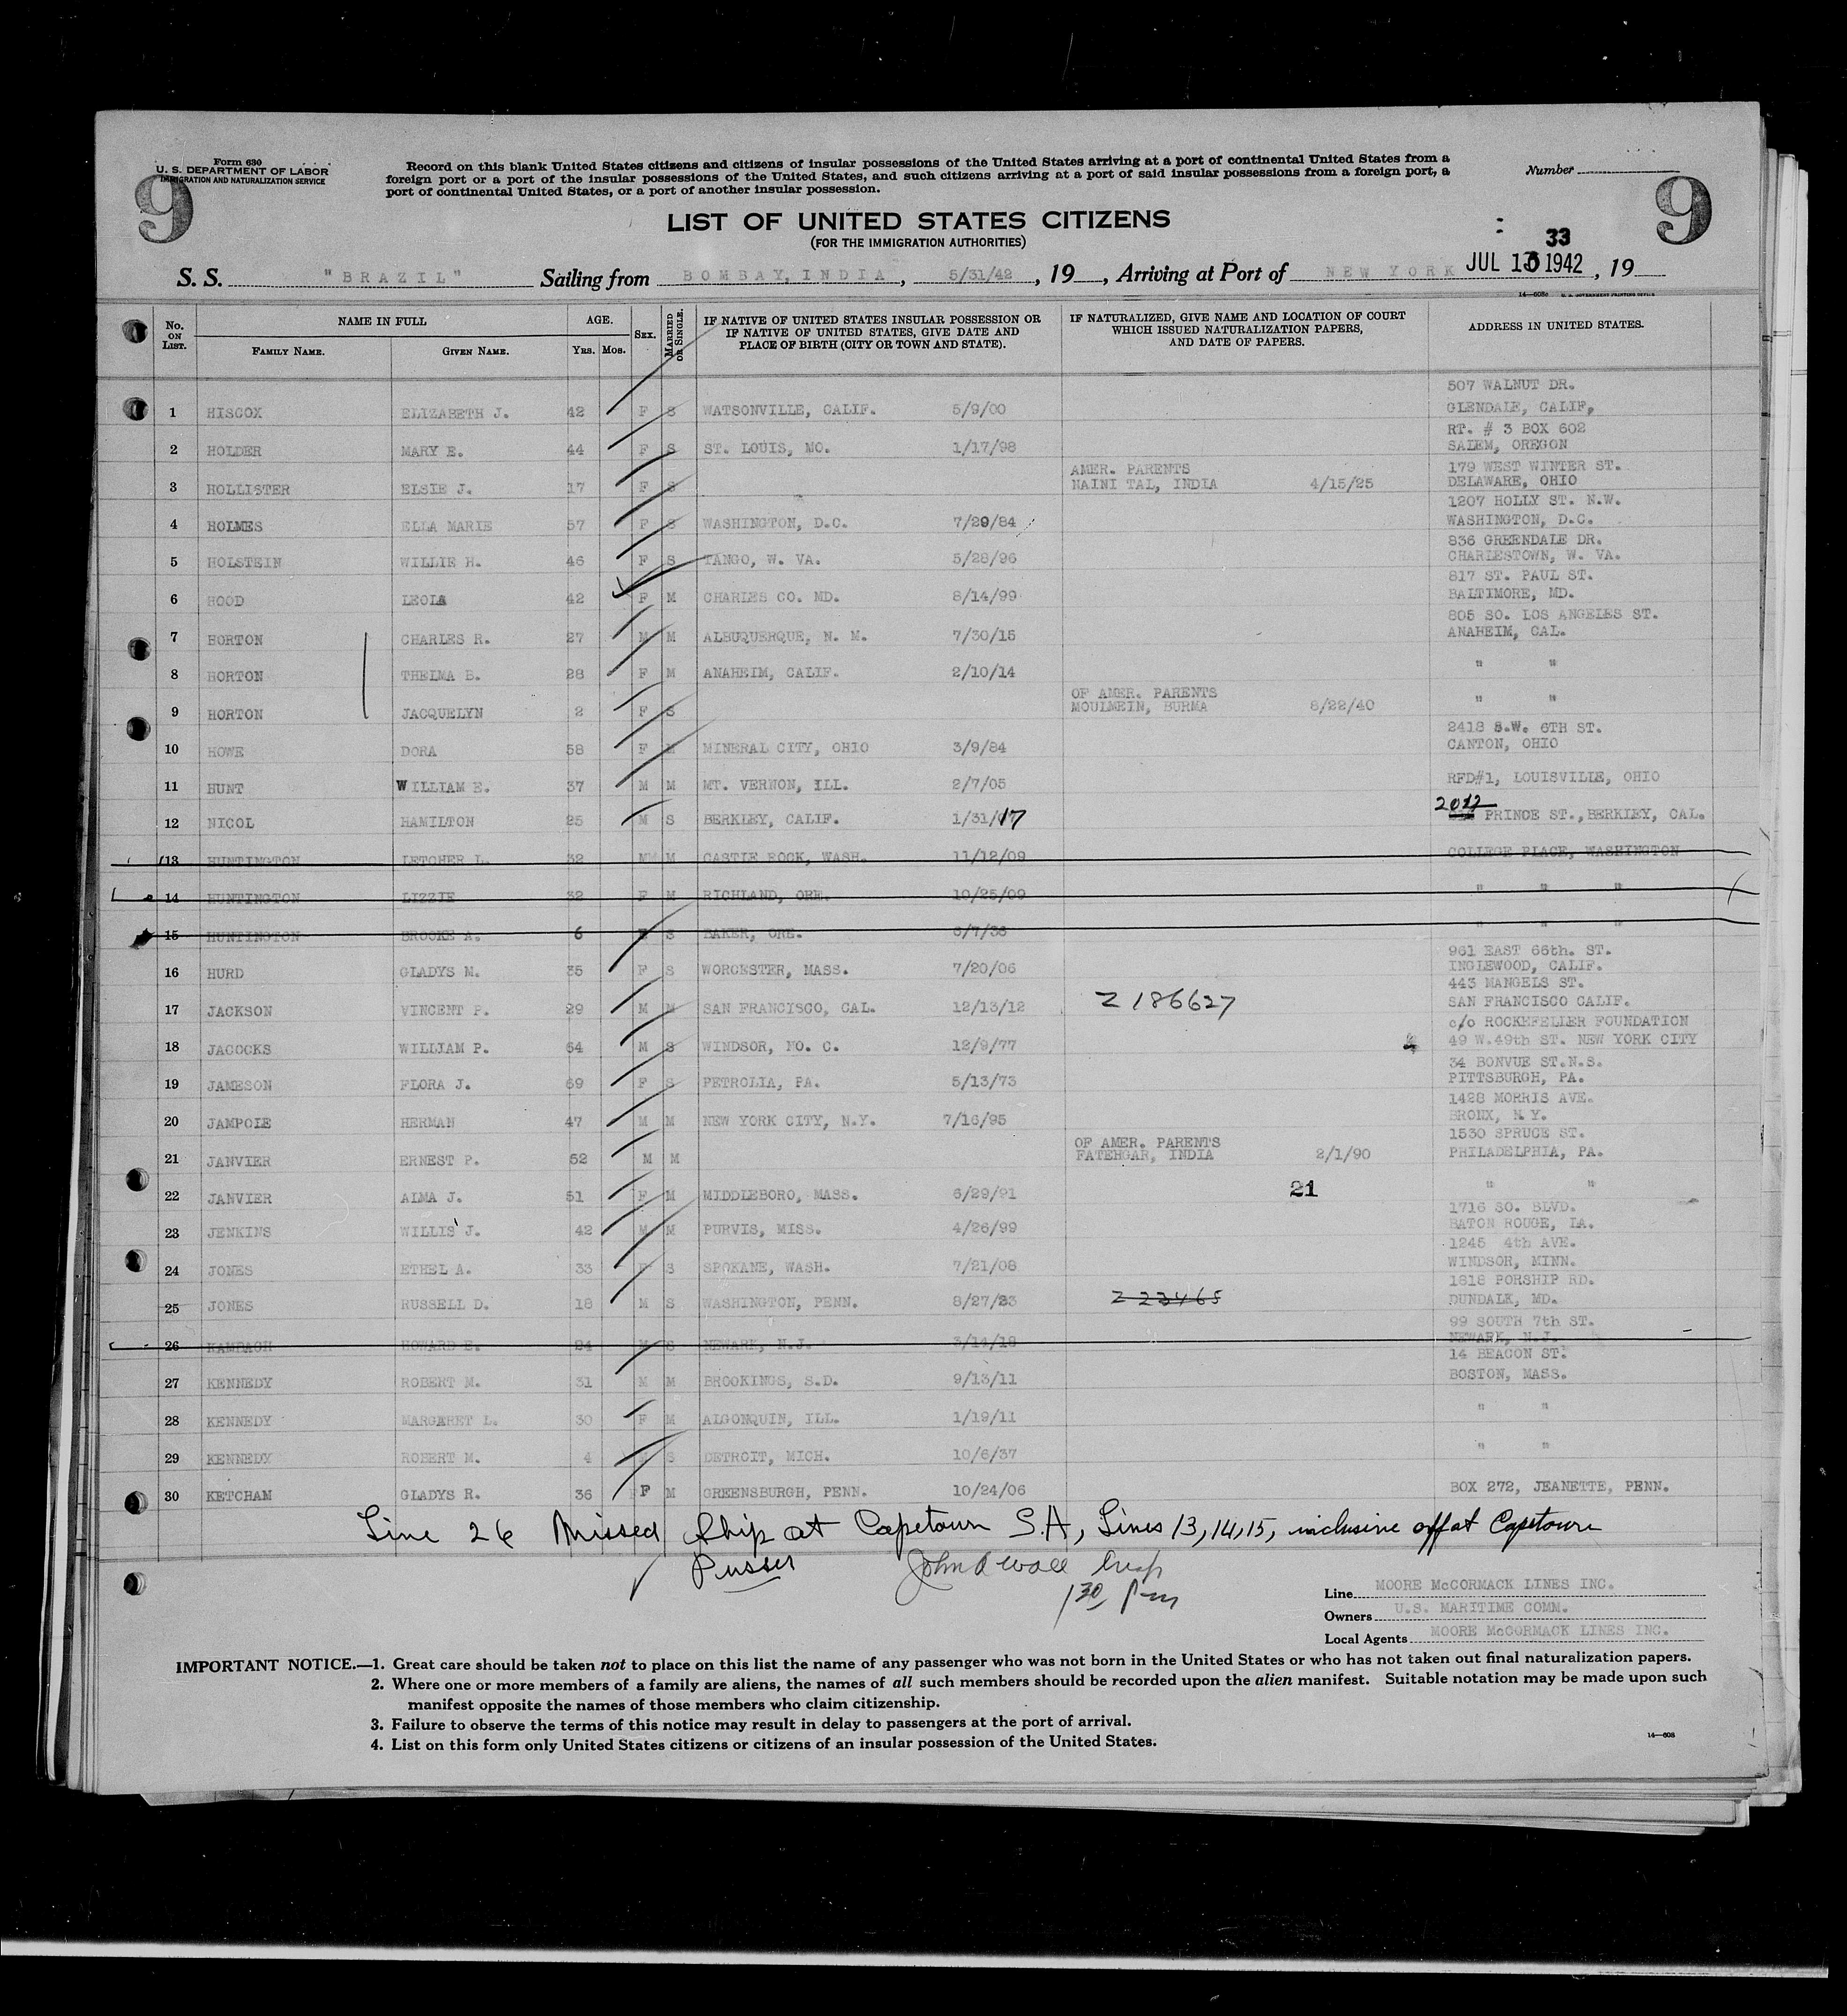 Form 630
U. S. DEPARTMENT OF LABOR
IMMIGRATION AND NATURALIZATION SERVICE
9
Record on this blank United States citizens and citizens of insular possessions of the United States arriving at a port of continental United States from a
foreign port or a port of the insular possessions of the United States, and such citizens arriving at a port of said insular possessions from a foreign port, a
port of continental United States, or a port of another insular possession.
Number
9
LIST OF UNITED STATES CITIZENS
(FOR THE IMMIGRATION AUTHORITIES)
33
S. S. "BRAZIL" Sailing from BOMBAY, INDIA, 5/31/42, 19 , Arriving at Port of NEW YORK JUL 1 1942, 19
No. ON LIST. NAME IN FULL AGE. SEX. MARRIED OR SINGLE. IF NATIVE OF UNITED STATES INSULAR POSSESSION OR IF NATIVE OF UNITED STATES, GIVE DATE AND PLACE OF BIRTH (CITY OR TOWN AND STATE). IF NATURALIZED, GIVE NAME AND LOCATION OF COURT WHICH ISSUED NATURALIZATION PAPERS, AND DATE OF PAPERS. ADDRESS IN UNITED STATES.
FAMILY NAME. GIVEN NAME. YRS. MOS.
507 WALNUT DR.
1 HISCOX ELIZABETH J. 42 F S WATSONVILLE, CALIF. 5/9/00 GLENDALE, CALIF,
RT. # 3 BOX 602
2 HOLDER MARY E. 44 F S ST. LOUIS, MO. 1/17/98 SALEM, OREGON
AMER. PARENTS 179 WEST WINTER ST.
3 HOLLISTER ELSIE J. 17 F S NAINI TAL, INDIA 4/15/25 DELAWARE, OHIO
1207 HOLLY ST. N.W.
4 HOLMES ELLA MARIE 57 F S WASHINGTON, D.C. 7/29/84 WASHINGTON, D.C.
836 GREENDALE DR.
5 HOLSTEIN WILLIE H. 46 F S TANGO, W. VA. 5/28/96 CHARLESTOWN, W. VA.
817 ST. PAUL ST.
6 HOOD LEOLA 42 F M CHARLES CO. MD. 8/14/99 BALTIMORE, MD.
805 SO. LOS ANGELES ST.
7 HORTON CHARLES R. 27 M M ALBUQUERQUE, N. M. 7/30/15 ANAHEIM, CAL.
8 HORTON THELMA B. 28 F M ANAHEIM, CALIF. 2/10/14 " "
OF AMER. PARENTS
9 HORTON JACQUELYN 2 F S MOULMEIN, BURMA 8/22/40 " "
2418 S.W. 6TH ST.
10 HOWE DORA 58 F M MINERAL CITY, OHIO 3/9/84 CANTON, OHIO
11 HUNT WILLIAM E. 37 M M MT. VERNON, ILL. 2/7/05 RFD#1, LOUISVILLE, OHIO
12 NICOL HAMILTON 25 M S BERKLEY, CALIF. 1/31/17 2012 PRINCE ST., BERKLEY, CAL.
13 HUNTINGTON LETCHER L. 32 M M CASTLE ROCK, WASH. 11/12/09 COLLEGE PLACE, WASHINGTON
14 HUNTINGTON LIZZIE 32 F M RICHLAND, ORE. 10/25/09 " " "
15 HUNTINGTON BROOKE A. 6 S BAKER, ORE. 6/7/36 " " "
961 EAST 66th. ST.
16 HURD GLADYS M. 35 F S WORCESTER, MASS. 7/20/06 INGLEWOOD, CALIF.
443 MANGELS ST.
17 JACKSON VINCENT P. 29 M M SAN FRANCISCO, CAL. 12/13/12 Z 186627 SAN FRANCISCO CALIF.
c/o ROCKEFELLER FOUNDATION
18 JACOCKS WILLIAM P. 64 M S WINDSOR, NO. C. 12/9/77 49 W.49th ST. NEW YORK CITY
34 BONVUE ST.N.S.
19 JAMESON FLORA J. 69 F S PETROLIA, PA. 5/13/73 PITTSBURGH, PA.
1428 MORRIS AVE.
20 JAMPOLE HERMAN 47 M M NEW YORK CITY, N.Y. 7/16/95 BRONX, N Y.
OF AMER. PARENTS 1530 SPRUCE ST.
21 JANVIER ERNEST P. 52 M M FATEHGAR, INDIA 2/1/90 PHILADELPHIA, PA.
22 JANVIER ALMA J. 51 F M MIDDLEBORO, MASS. 6/29/91 21 " "
1716 SO. BLVD.
23 JENKINS WILLIS J. 42 M M PURVIS, MISS. 4/26/99 BATON ROUGE, LA.
1245 4th AVE.
24 JONES ETHEL A. 33 F S SPOKANE, WASH. 7/21/08 WINDSOR, MINN.
1818 PORSHIP RD.
25 JONES RUSSELL D. 18 M S WASHINGTON, PENN. 8/27/23 Z 23465 DUNDALK, MD.
99 SOUTH 7th ST.
26 KAMBACH HOWARD E. 24 M S NEWARK, N.J. 3/14/18 NEWARK, N.J.
14 BEACON ST.
27 KENNEDY ROBERT M. 31 M M BROOKINGS, S.D. 9/13/11 BOSTON, MASS.
28 KENNEDY MARGARET L. 30 F M ALGONQUIN, ILL. 1/19/11 " "
29 KENNEDY ROBERT M. 4 S DETROIT, MICH. 10/6/37 " "
30 KETCHAM GLADYS R. 36 F M GREENSBURGH, PENN. 10/24/06 BOX 272, JEANETTE, PENN.
Line 26 Missed Ship at Capetown S.A, Lines 13,14,15, inclusive off at Capetown
Purser John A Wall Insp
1 30 pm
Line MOORE McCORMACK LINES INC.
Owners U.S. MARITIME COMM.
Local Agents MOORE McCORMACK LINES INC.
IMPORTANT NOTICE.—1. Great care should be taken not to place on this list the name of any passenger who was not born in the United States or who has not taken out final naturalization papers.
2. Where one or more members of a family are aliens, the names of all such members should be recorded upon the alien manifest. Suitable notation may be made upon such
manifest opposite the names of those members who claim citizenship.
3. Failure to observe the terms of this notice may result in delay to passengers at the port of arrival.
4. List on this form only United States citizens or citizens of an insular possession of the United States.
14—608